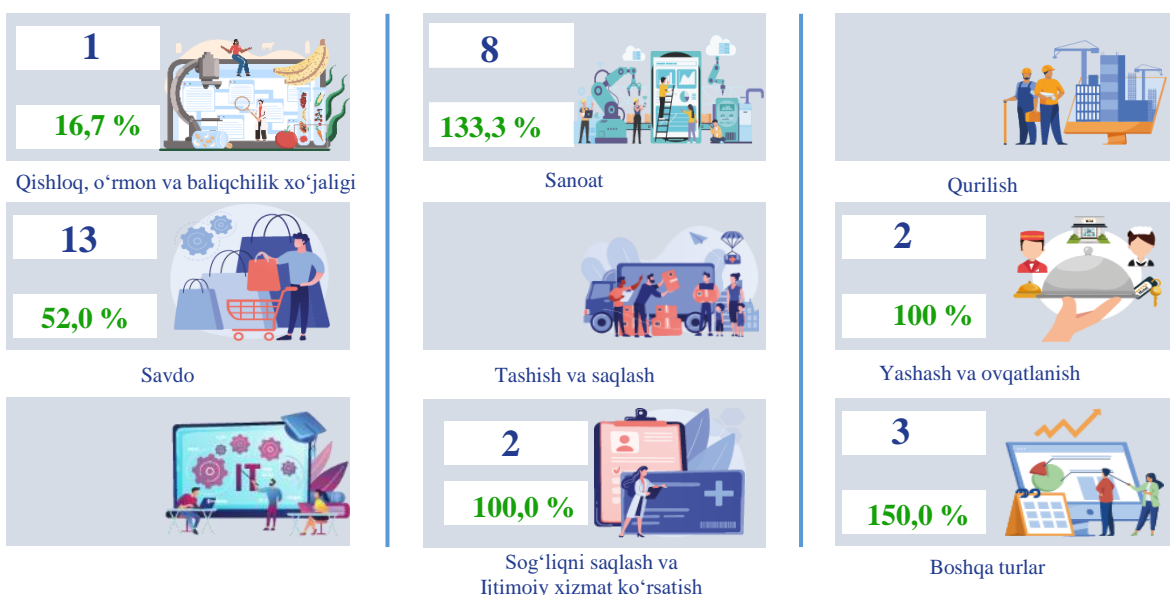 1
16,7 %
Qishloq, o‘rmon va baliqchilik xo‘jaligi
8
133,3 %
Sanoat
Qurilish
13
52,0 %
Savdo
Tashish va saqlash
2
100 %
Yashash va ovqatlanish
IT
2
100,0 %
Sog‘liqni saqlash va
Ijtimoiy xizmat ko‘rsatish
3
150,0 %
Boshqa turlar